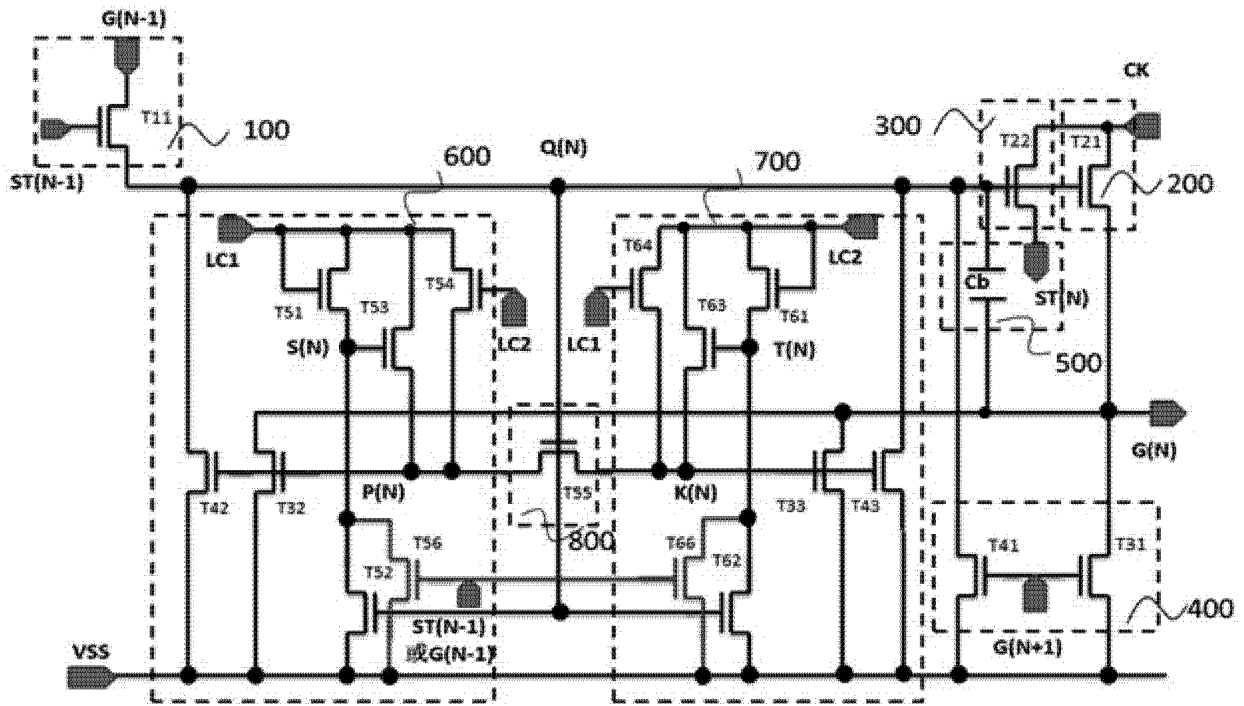 G(N-1)
CK
T11
100
300
T22
T21
ST(N-1)
600
Q(N)
700
200
LC1
T64
LC2
Cb
ST(N)
T51
T53
T54
T63
T61
S(N)
LC2
LC1
T(N)
500
G(N)
P(N)
T55
K(N)
T42
T32
T33
T43
800
T56
T66
T52
T62
T41
T31
ST(N-1)
或G(N-1)
400
VSS
G(N+1)